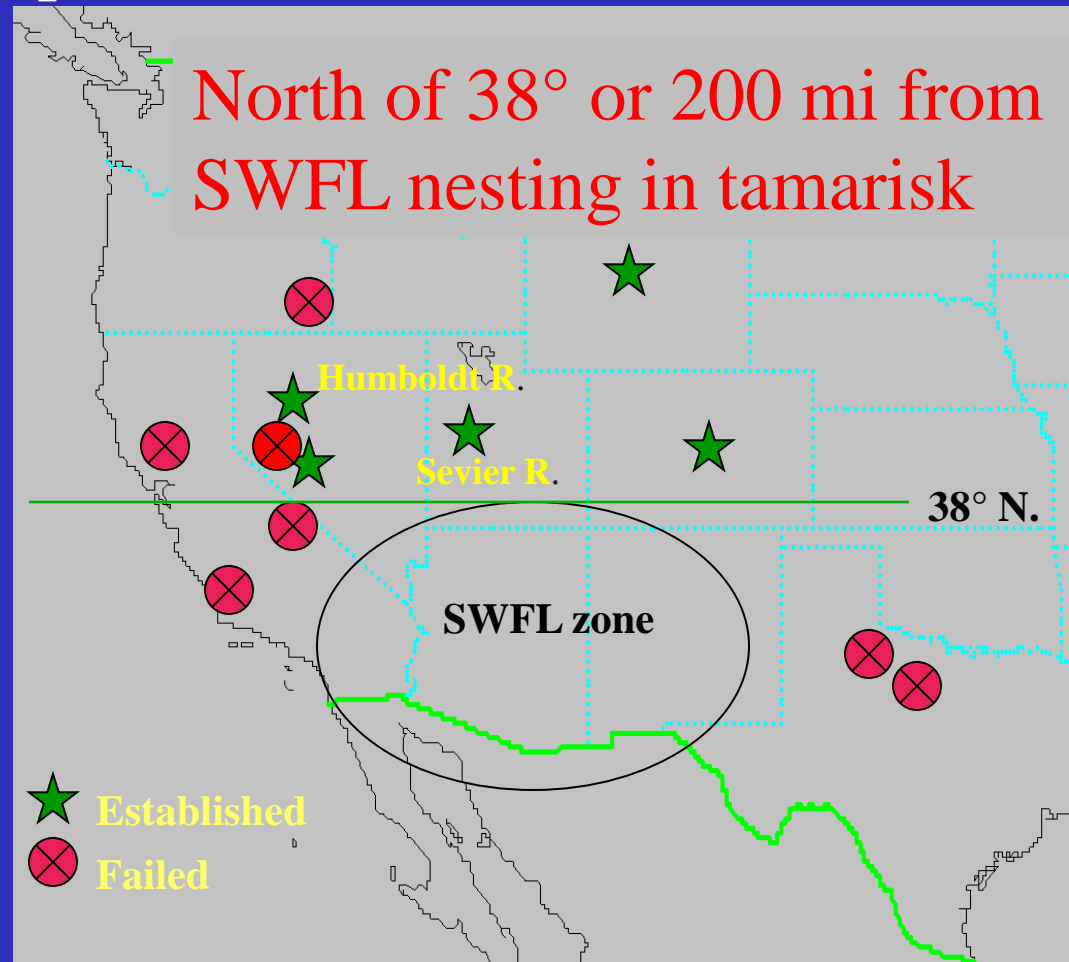 North of 38° or 200 mi from
SWFL nesting in tamarisk
Humboldt R.
Sevier R.
38° N.
SWFL zone
Established
Failed